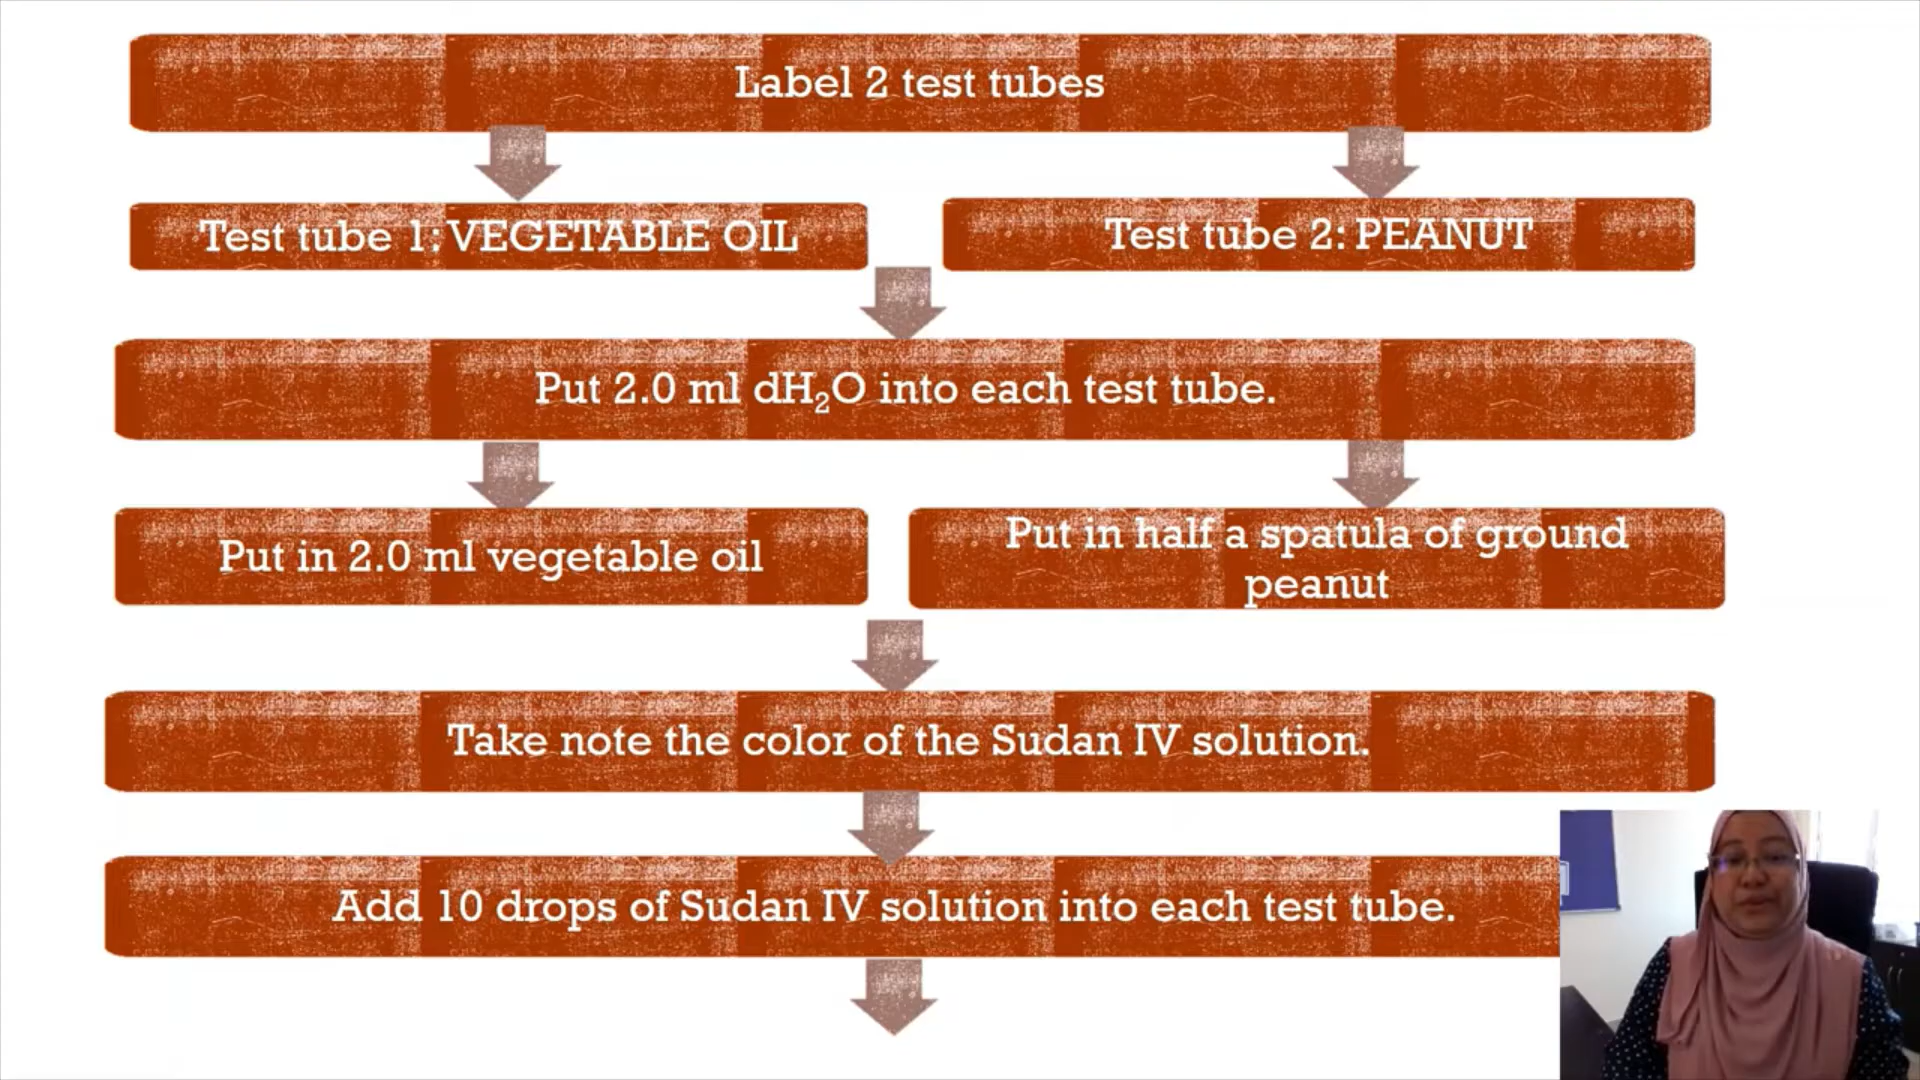 Label 2 test tubes
Test tube 1: VEGETABLE OIL
Test tube 2: PEANUT
Put 2.0 ml dH₂O into each test tube.
Put in 2.0 ml vegetable oil
Put in half a spatula of ground
peanut
Take note the color of the Sudan IV solution.
Add 10 drops of Sudan IV solution into each test tube.